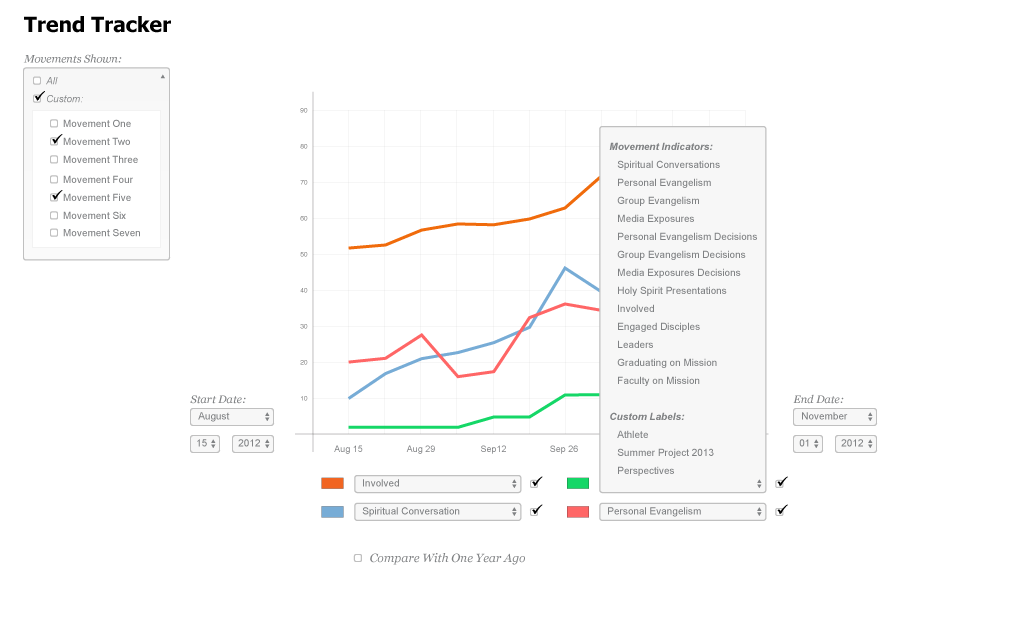 Trend Tracker
Movements Shown:
All
Custom:
Movement One
Movement Two
Movement Three
Movement Four
Movement Five
Movement Six
Movement Seven
90
80
70
60
50
40
30
20
10
Aug 15
Aug 29
Sep12
Sep 26
Movement Indicators:
Spiritual Conversations
Personal Evangelism
Group Evangelism
Media Exposures
Personal Evangelism Decisions
Group Evangelism Decisions
Media Exposures Decisions
Holy Spirit Presentations
Involved
Engaged Disciples
Leaders
Graduating on Mission
Faculty on Mission
Custom Labels:
Athlete
Summer Project 2013
Perspectives
Start Date:
August
15 2012
End Date:
November
01 2012
Involved
Spiritual Conversation
Personal Evangelism
Compare With One Year Ago